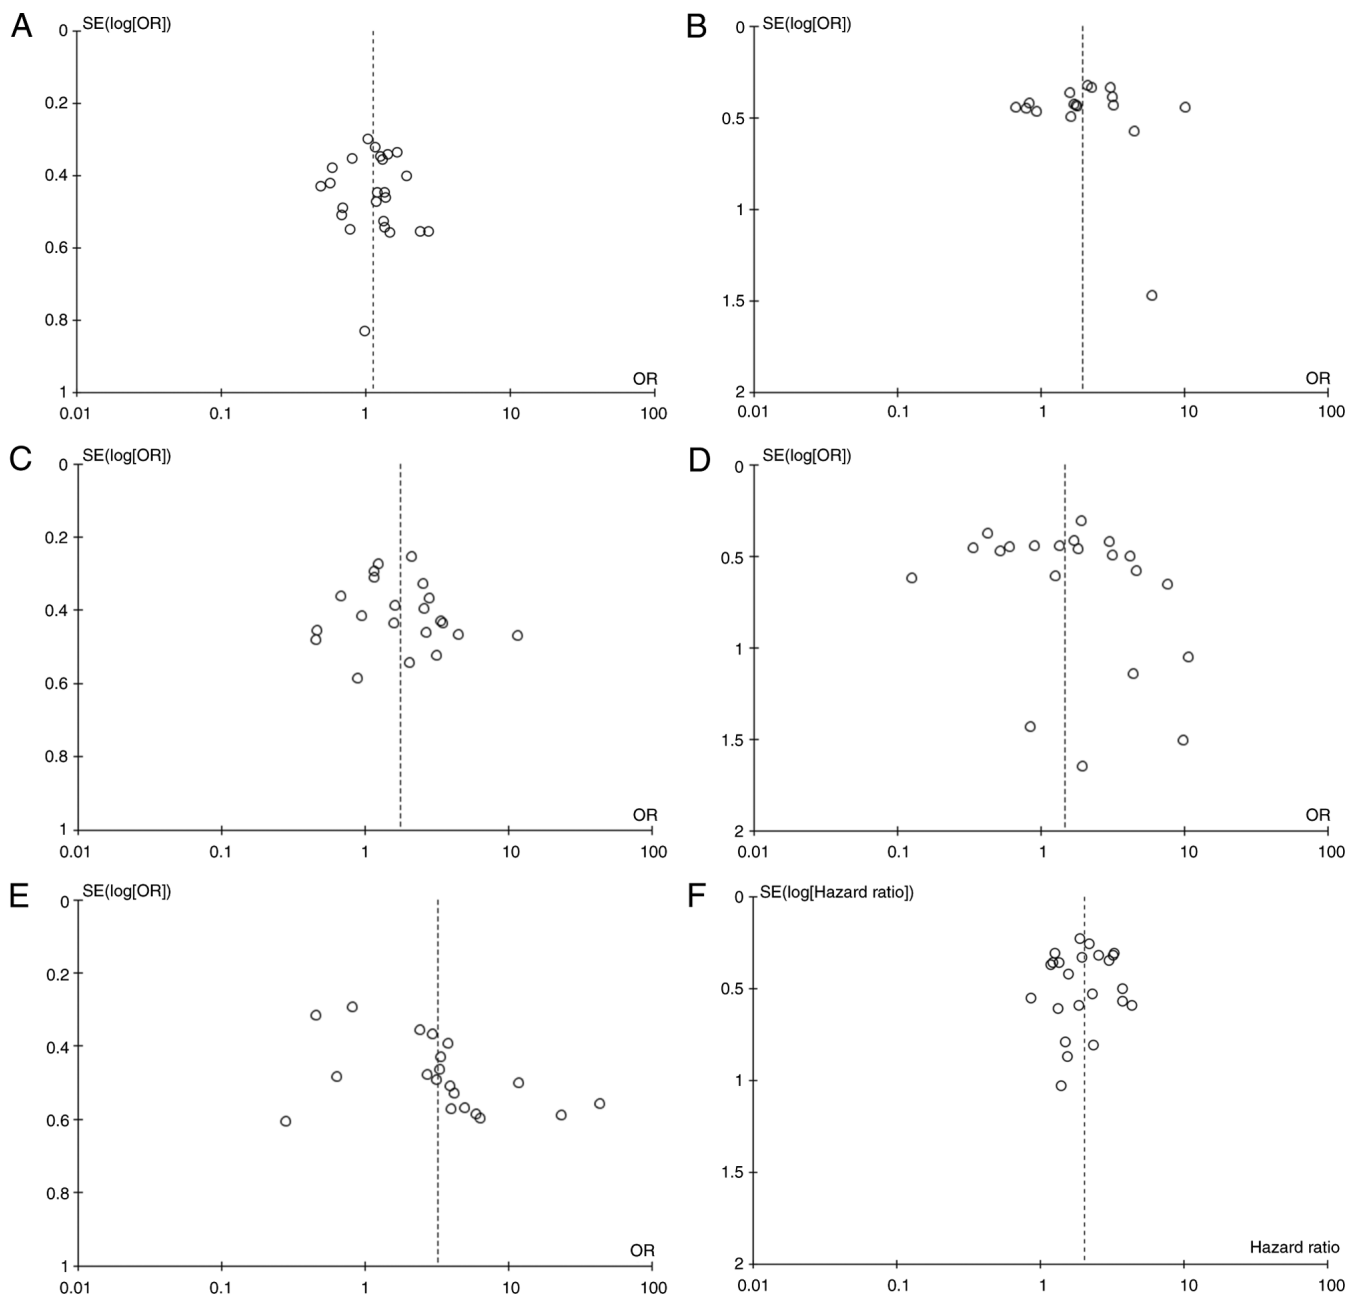 A SE(log[OR])
0
0.2
0.4
0.6
0.8
1
OR
0.01 0.1 1 10 100
B SE(log[OR])
0
0.5
1
1.5
2
OR
0.01 0.1 1 10 100
C SE(log[OR])
0
0.2
0.4
0.6
0.8
1
OR
0.01 0.1 1 10 100
D SE(log[OR])
0
0.5
1
1.5
2
OR
0.01 0.1 1 10 100
E SE(log[OR])
0
0.2
0.4
0.6
0.8
1
OR
0.01 0.1 1 10 100
F SE(log[Hazard ratio])
0
0.5
1
1.5
2
Hazard ratio
0.01 0.1 1 10 100